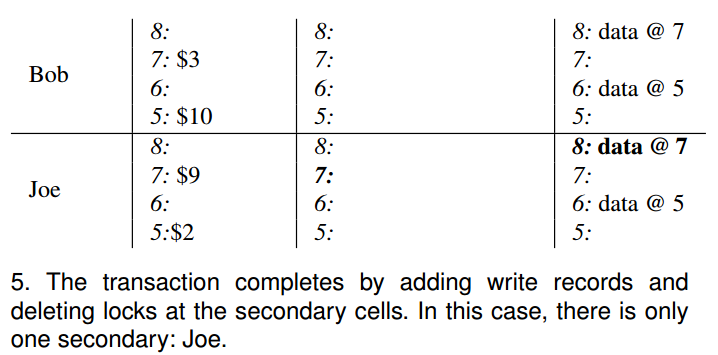 8: 8: 8: data @ 7
7: $3 7: 7:
Bob
6: 6: 6: data @ 5
5: $10 5: 5:
8: 8: 8: data @ 7
7: $9 7: 7:
Joe
6: 6: 6: data @ 5
5:$2 5: 5:
5. The transaction completes by adding write records and
deleting locks at the secondary cells. In this case, there is only
one secondary: Joe.